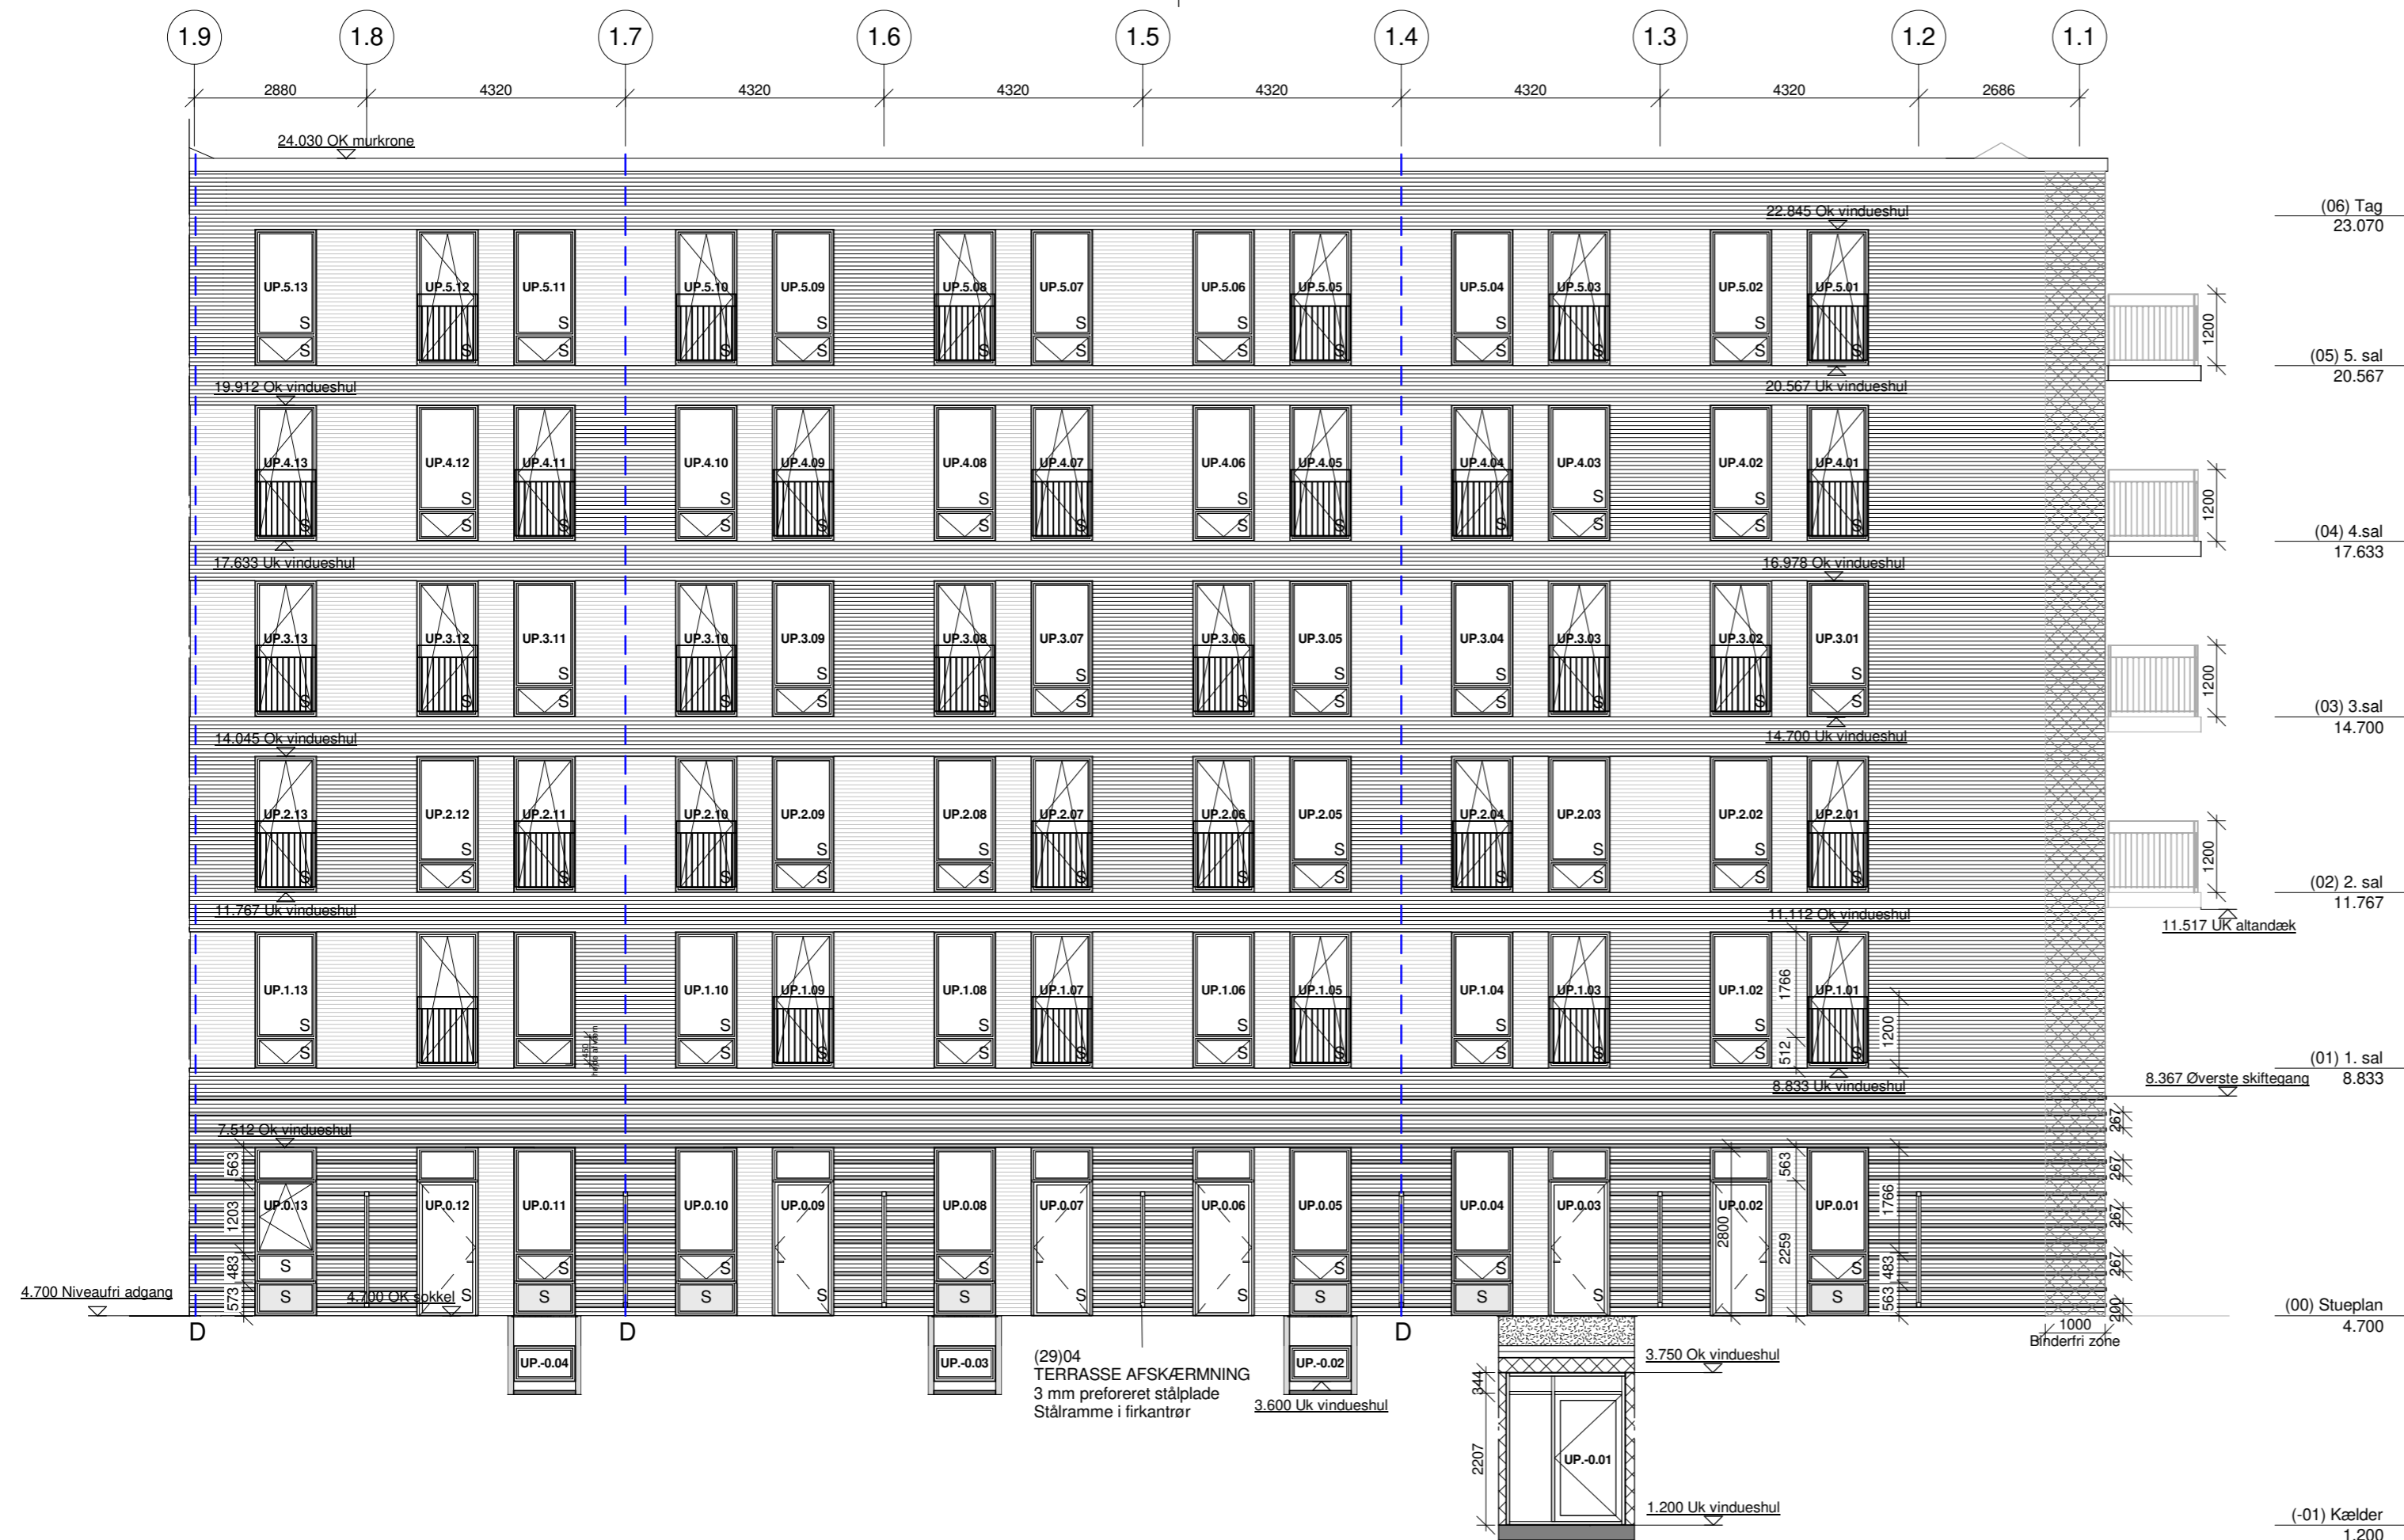 1.9 1.8 1.7 1.6 1.5 1.4 1.3 1.2 1.1
2880 4320 4320 4320 4320 4320 4320 2686
24.030 OK murkrone
(06) Tag
23.070
22.845 Ok vindueshul
UP.5.13 UP.5.12 UP.5.11 UP.5.10 UP.5.09 UP.5.08 UP.5.07 UP.5.06 UP.5.05 UP.5.04 UP.5.03 UP.5.02 UP.5.01
S S S S S S S
S S S S S S S S S S S S S
1200
(05) 5. sal
20.567
19.912 Ok vindueshul
20.567 Uk vindueshul
UP.4.13 UP.4.12 UP.4.11 UP.4.10 UP.4.09 UP.4.08 UP.4.07 UP.4.06 UP.4.05 UP.4.04 UP.4.03 UP.4.02 UP.4.01
S S S S S S
S S S S S S S S S S S S S
1200
(04) 4.sal
17.633
17.633 Uk vindueshul
16.978 Ok vindueshul
UP.3.13 UP.3.12 UP.3.11 UP.3.10 UP.3.09 UP.3.08 UP.3.07 UP.3.06 UP.3.05 UP.3.04 UP.3.03 UP.3.02 UP.3.01
S S S S S S
S S S S S S S S S S S S S
1200
(03) 3.sal
14.700
14.045 Ok vindueshul
14.700 Uk vindueshul
UP.2.13 UP.2.12 UP.2.11 UP.2.10 UP.2.09 UP.2.08 UP.2.07 UP.2.06 UP.2.05 UP.2.04 UP.2.03 UP.2.02 UP.2.01
S S S S S S
S S S S S S S S S S S S S
1200
(02) 2. sal
11.767
11.767 Uk vindueshul
11.112 Ok vindueshul
11.517 UK altandæk
UP.1.13 UP.1.10 UP.1.09 UP.1.08 UP.1.07 UP.1.06 UP.1.05 UP.1.04 UP.1.03 UP.1.02 UP.1.01
1766
S S S S S S
S S S S S S S S S S S
450
512
1200
(01) 1. sal
8.833
8.833 Uk vindueshul
8.367 Øverste skiftegang
7.512 Ok vindueshul
267
267
267
267
200
563
1203
483
573
UP.0.13 UP.0.12 UP.0.11 UP.0.10 UP.0.09 UP.0.08 UP.0.07 UP.0.06 UP.0.05 UP.0.04 UP.0.03 UP.0.02 UP.0.01
2800
563
2259
1766
483
563
S S S S S S S
S S S S S S S S S S S S S
4.700 Niveaufri adgang
4.700 OK sokkel
(00) Stueplan
4.700
D D D
1000
Binderfri zone
UP.-0.04 UP.-0.03 UP.-0.02
(29)04
TERRASSE AFSKÆRMNING
3 mm preforeret stålplade
Stålramme i firkantrør
3.600 Uk vindueshul
3.750 Ok vindueshul
344
2207
UP.-0.01
1.200 Uk vindueshul
(-01) Kælder
1.200